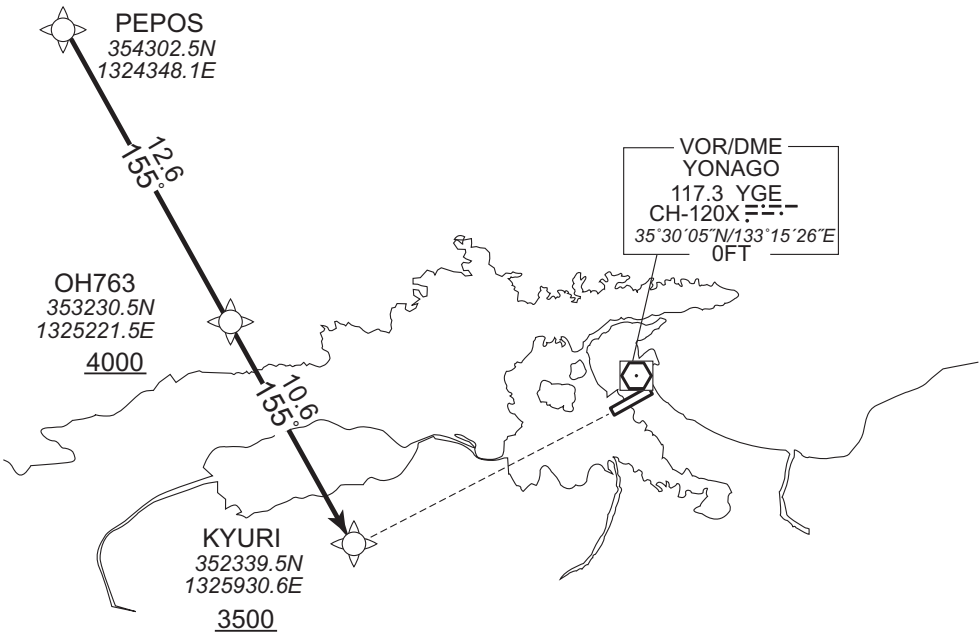 PEPOS
354302.5N
1324348.1E
12.6
155°
VOR/DME
YONAGO
117.3 YGE
CH-120X
35°30´05˝N/133°15´26˝E
0FT
OH763
353230.5N
1325221.5E
4000
10.6
155°
KYURI
352339.5N
1325930.6E
3500